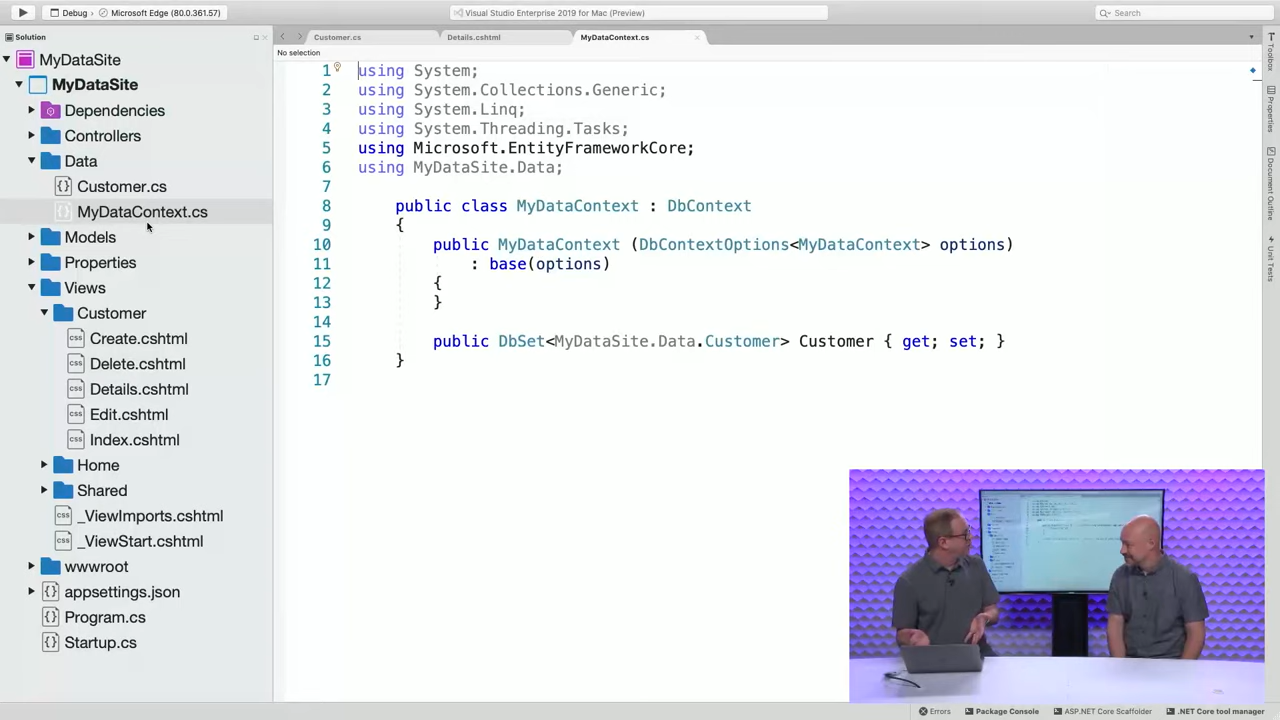 Debug
Microsoft Edge (80.0.361.57)
Visual Studio Enterprise 2019 for Mac (Preview)
Search
Solution
MyDataSite
MyDataSite
Dependencies
Controllers
Data
Customer.cs
MyDataContext.cs
Models
Properties
Views
Customer
Create.cshtml
Delete.cshtml
Details.cshtml
Edit.cshtml
Index.cshtml
Home
Shared
_ViewImports.cshtml
_ViewStart.cshtml
wwwroot
appsettings.json
Program.cs
Startup.cs
Customer.cs
Details.cshtml
MyDataContext.cs
No selection
1 using System;
2 using System.Collections.Generic;
3 using System.Linq;
4 using System.Threading.Tasks;
5 using Microsoft.EntityFrameworkCore;
6 using MyDataSite.Data;
7
8 public class MyDataContext : DbContext
9 {
10 public MyDataContext (DbContextOptions<MyDataContext> options)
11 : base(options)
12 {
13 }
14
15 public DbSet<MyDataSite.Data.Customer> Customer { get; set; }
16 }
17
Toolbox
Properties
Document Outline
Unit Tests
Errors
Package Console
ASP.NET Core Scaffolder
.NET Core tool manager